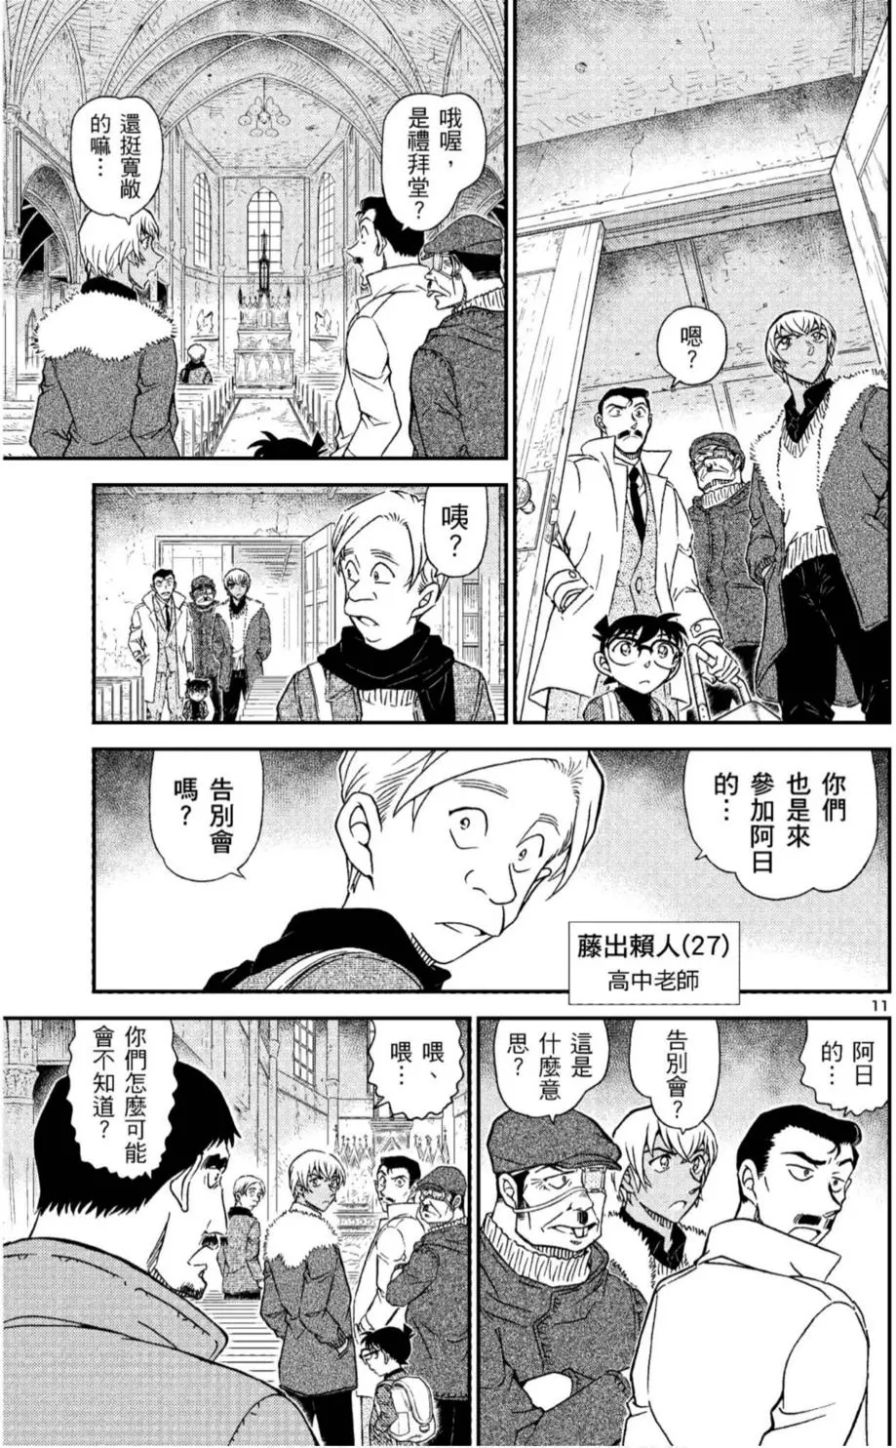 嗯?
哦喔,
是禮拜堂?
還挺寬敞
的嘛…
咦?
你們
也是來
參加阿日
的…
告別會
嗎?
藤出賴人(27)
高中老師
11
阿日
的…
告別會?
這是
什麼意
思?
喂、
喂…
你們怎麼可能
會不知道?